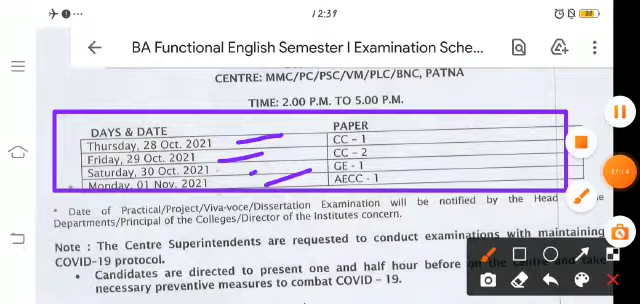 12:39
BA Functional English Semester I Examination Sche...
CENTRE: MMC/PC/PSC/VM/PLC/BNC, PATNA
TIME: 2.00 P.M. TO 5.00 P.M.
DAYS & DATE PAPER
Thursday, 28 Oct. 2021 CC - 1
Friday, 29 Oct. 2021 CC - 2
Saturday, 30 Oct. 2021 GE - 1
Monday, 01 Nov. 2021 AECC - 1
* Date of Practical/Project/Viva-voce/Dissertation Examination will be notified by the Head
Departments/Principal of the Colleges/Director of the Institutes concern.
Note : The Centre Superintendents are requested to conduct examinations with maintaining
COVID-19 protocol.
• Candidates are directed to present one and half hour before
necessary preventive measures to combat COVID – 19.